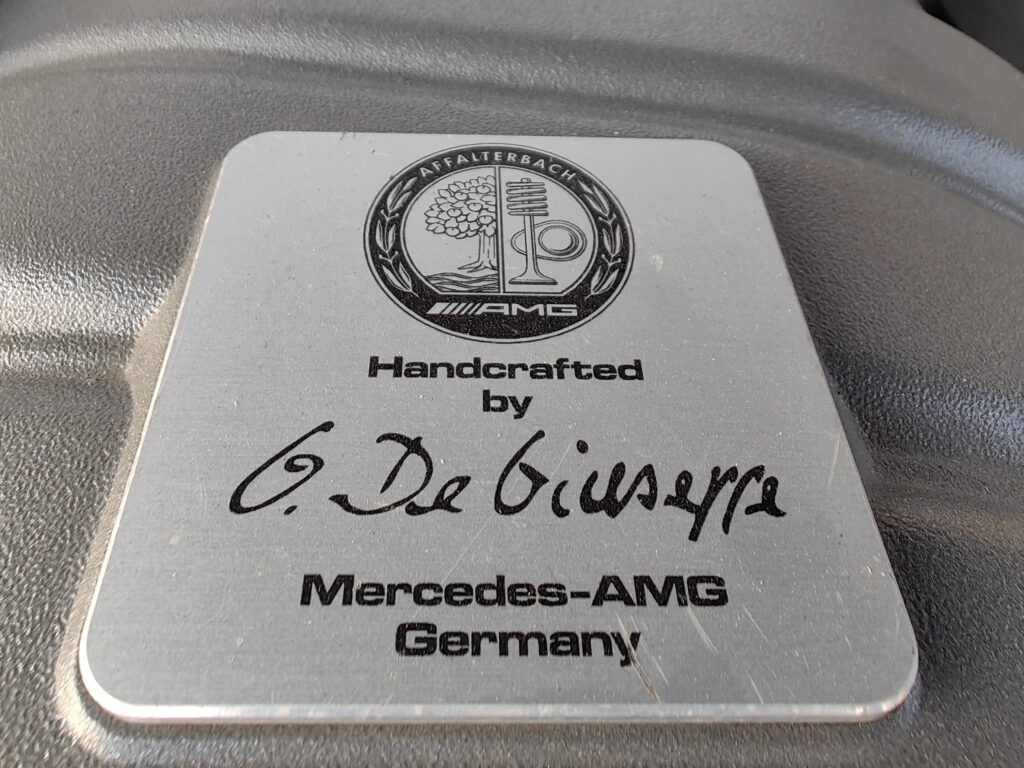 AFFALTERBACH
AMG
Handcrafted
by
G. De Giuseppe
Mercedes-AMG
Germany